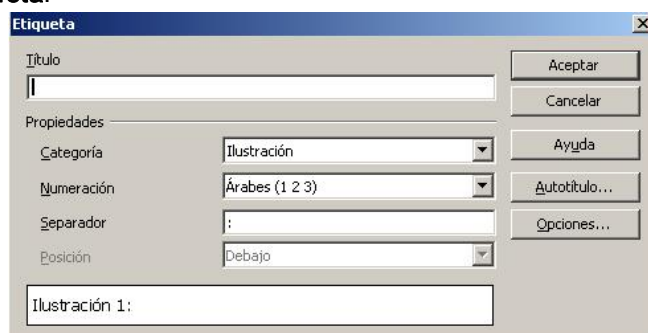 eta.
Etiqueta
Título
Aceptar
Cancelar
Propiedades
Categoría
Ilustración
Ayuda
Numeración
Árabes (1 2 3)
Autotítulo...
Separador
:
Opciones...
Posición
Debajo
Ilustración 1: